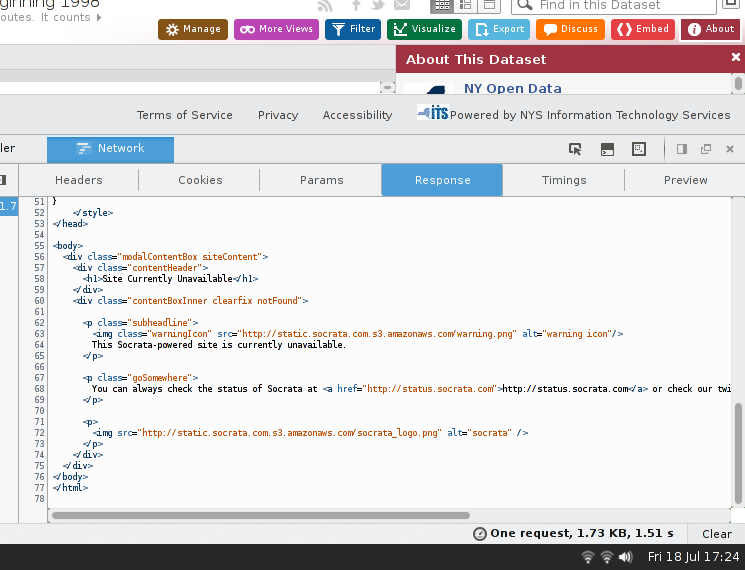 ginning 1998
outes. It counts
Find in this Dataset
Manage
More Views
Filter
Visualize
Export
Discuss
Embed
About
About This Dataset
NY Open Data
Terms of Service
Privacy
Accessibility
ITS
Powered by NYS Information Technology Services
ler
Network
Headers
Cookies
Params
Response
Timings
Preview
1.7
51 }
52 </style>
53 </head>
54
55 <body>
56 <div class="modalContentBox siteContent">
57 <div class="contentHeader">
58 <h1>Site Currently Unavailable</h1>
59 </div>
60 <div class="contentBoxInner clearfix notFound">
61
62 <p class="subheadline">
63 <img class="warningIcon" src="http://static.socrata.com.s3.amazonaws.com/warning.png" alt="warning icon"/>
64 This Socrata-powered site is currently unavailable.
65 </p>
66
67 <p class="goSomewhere">
68 You can always check the status of Socrata at <a href="http://status.socrata.com">http://status.socrata.com</a> or check our twi
69 </p>
70
71 <p>
72 <img src="http://static.socrata.com.s3.amazonaws.com/socrata_logo.png" alt="socrata" />
73 </p>
74 </div>
75 </div>
76 </body>
77 </html>
78
One request, 1.73 KB, 1.51 s
Clear
Fri 18 Jul 17:24